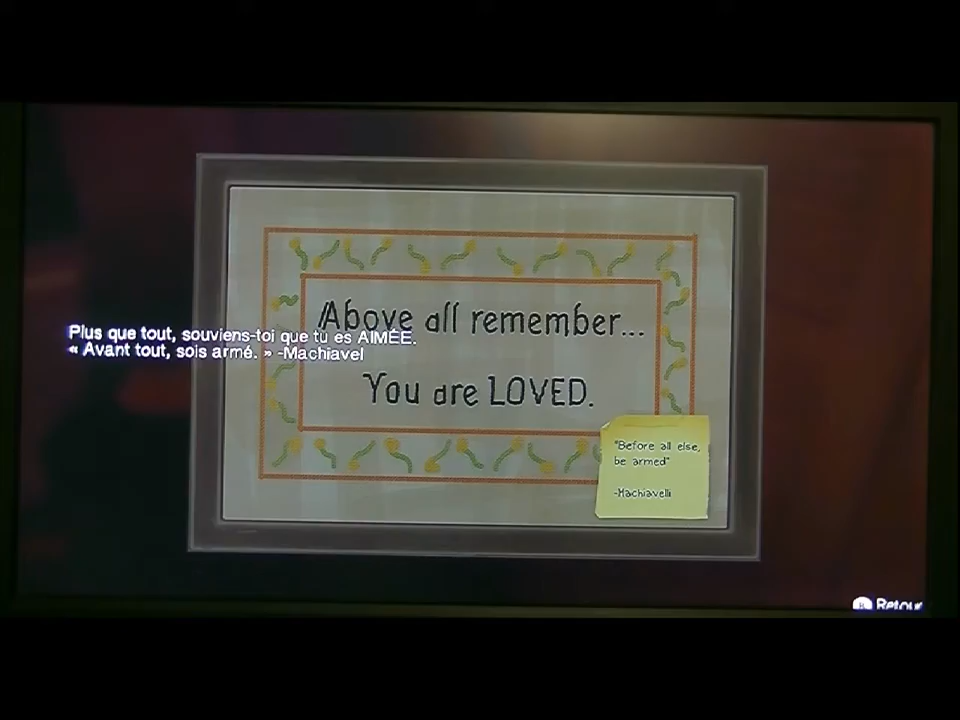 Above all remember...
Plus que tout, souviens-toi que tu es AIMÉE.
« Avant tout, sois armé. » -Machiavel
You are LOVED.
"Before all else,
be armed"
-Machiavelli
Retour